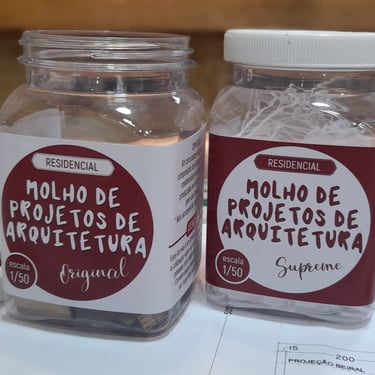 RESIDENCIAL
MOLHO DE
PROJETOS DE
ARQUITETURA
escala
1/50
Original
RESIDENCIAL
MOLHO DE
PROJETOS DE
ARQUITETURA
escala
1/50
Supreme
15 200
PROJEÇÃO BEIRAL